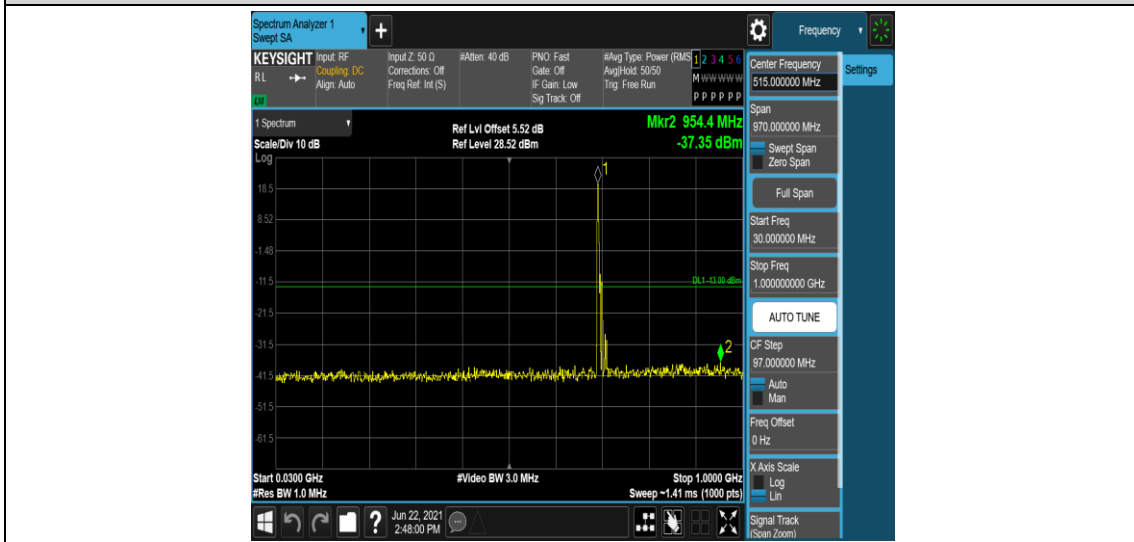 Spectrum Analyzer 1
Swept SA
+
Frequency
KEYSIGHT
RL
Input: RF
Coupling: DC
Align: Auto
Input Z: 50 Ω
Corrections: Off
Freq Ref: Int (S)
#Atten: 40 dB
PNO: Fast
Gate: Off
IF Gain: Low
Sig Track: Off
#Avg Type: Power (RMS
Avg|Hold: 50/50
Trig: Free Run
1 2 3 4 5 6
M W W W W W
P P P P P P
1 Spectrum
Scale/Div 10 dB
Log
Ref Lvl Offset 5.52 dB
Ref Level 28.52 dBm
Mkr2 954.4 MHz
-37.35 dBm
1
18.5
8.52
-1.48
-11.5
DL1 -13.00 dBm
-21.5
-31.5
2
-41.5
-51.5
-61.5
Start 0.0300 GHz
#Video BW 3.0 MHz
Stop 1.0000 GHz
#Res BW 1.0 MHz
Sweep ~1.41 ms (1000 pts)
?
Jun 22, 2021
2:48:00 PM
Center Frequency
515.000000 MHz
Settings
Span
970.000000 MHz
Swept Span
Zero Span
Full Span
Start Freq
30.000000 MHz
Stop Freq
1.000000000 GHz
AUTO TUNE
CF Step
97.000000 MHz
Auto
Man
Freq Offset
0 Hz
X Axis Scale
Log
Lin
Signal Track
(Span Zoom)